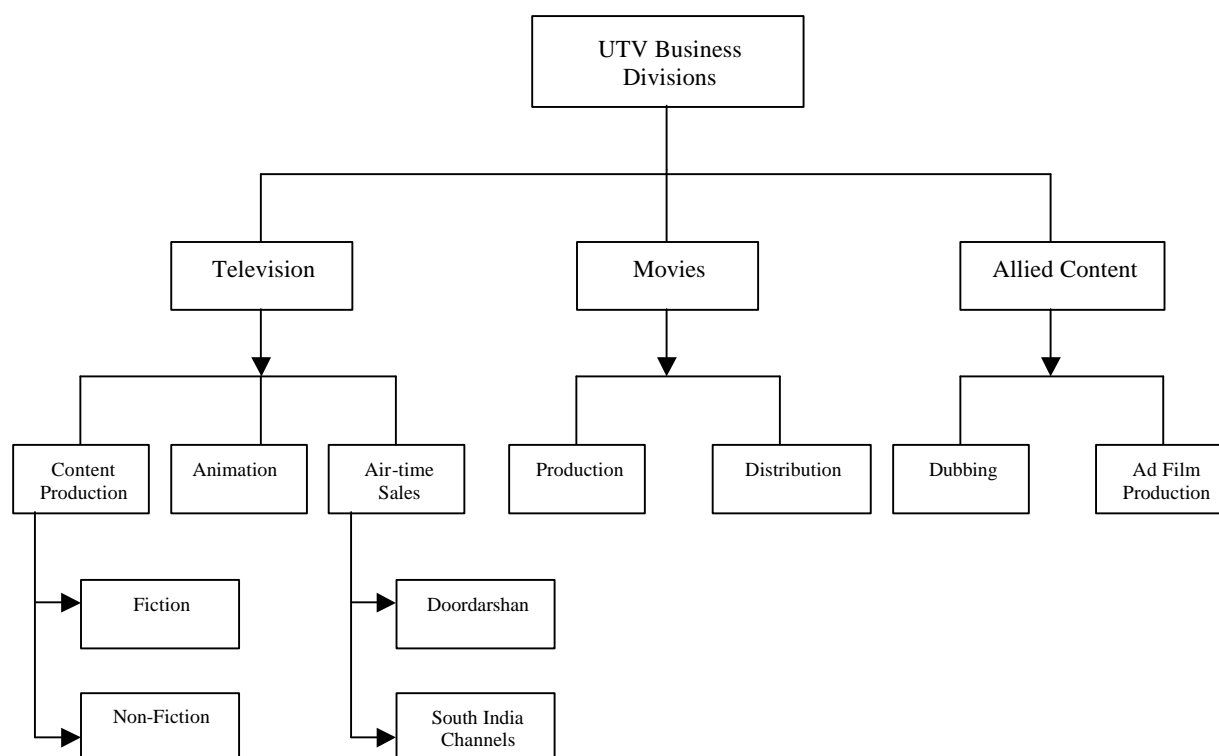 UTV Business
Divisions
Television
Movies
Allied Content
Content
Production
Animation
Air-time
Sales
Production
Distribution
Dubbing
Ad Film
Production
Fiction
Doordarshan
Non-Fiction
South India
Channels